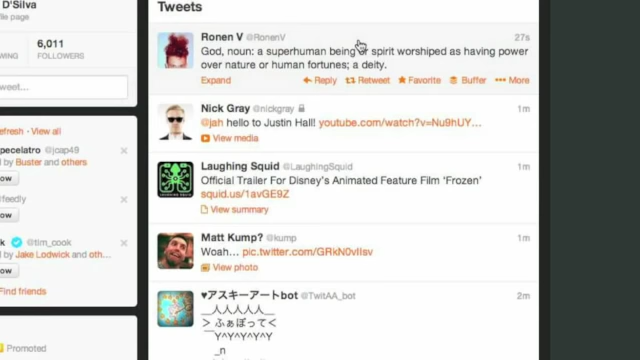 D'Silva
file page
6,011
WING
FOLLOWERS
weet...
efresh · View all
pecelatro @joap49
d by Buster and others
ow
@feedly
ow
k @tim_cook
d by Jake Lodwick and oth...
ow
Find friends
Promoted
Tweets
Ronen V @RonenV 27s
God, noun: a superhuman being or spirit worshiped as having power
over nature or human fortunes; a deity.
Expand Reply Retweet Favorite Buffer More
Nick Gray @nickgray 1m
@jah hello to Justin Hall! youtube.com/watch?v=Nu9hUY...
View media
Laughing Squid @LaughingSquid 1m
Official Trailer For Disney's Animated Feature Film 'Frozen'
squid.us/1avGE9Z
View summary
Matt Kump? @kump 1m
Woah... pic.twitter.com/GRkN0vIlsv
View photo
♥アスキーアートbot @TwitAA_bot 2m
＿人人人人人＿
＞ふぁぼって＜
￣Y^Y^Y^Y^Y
_n